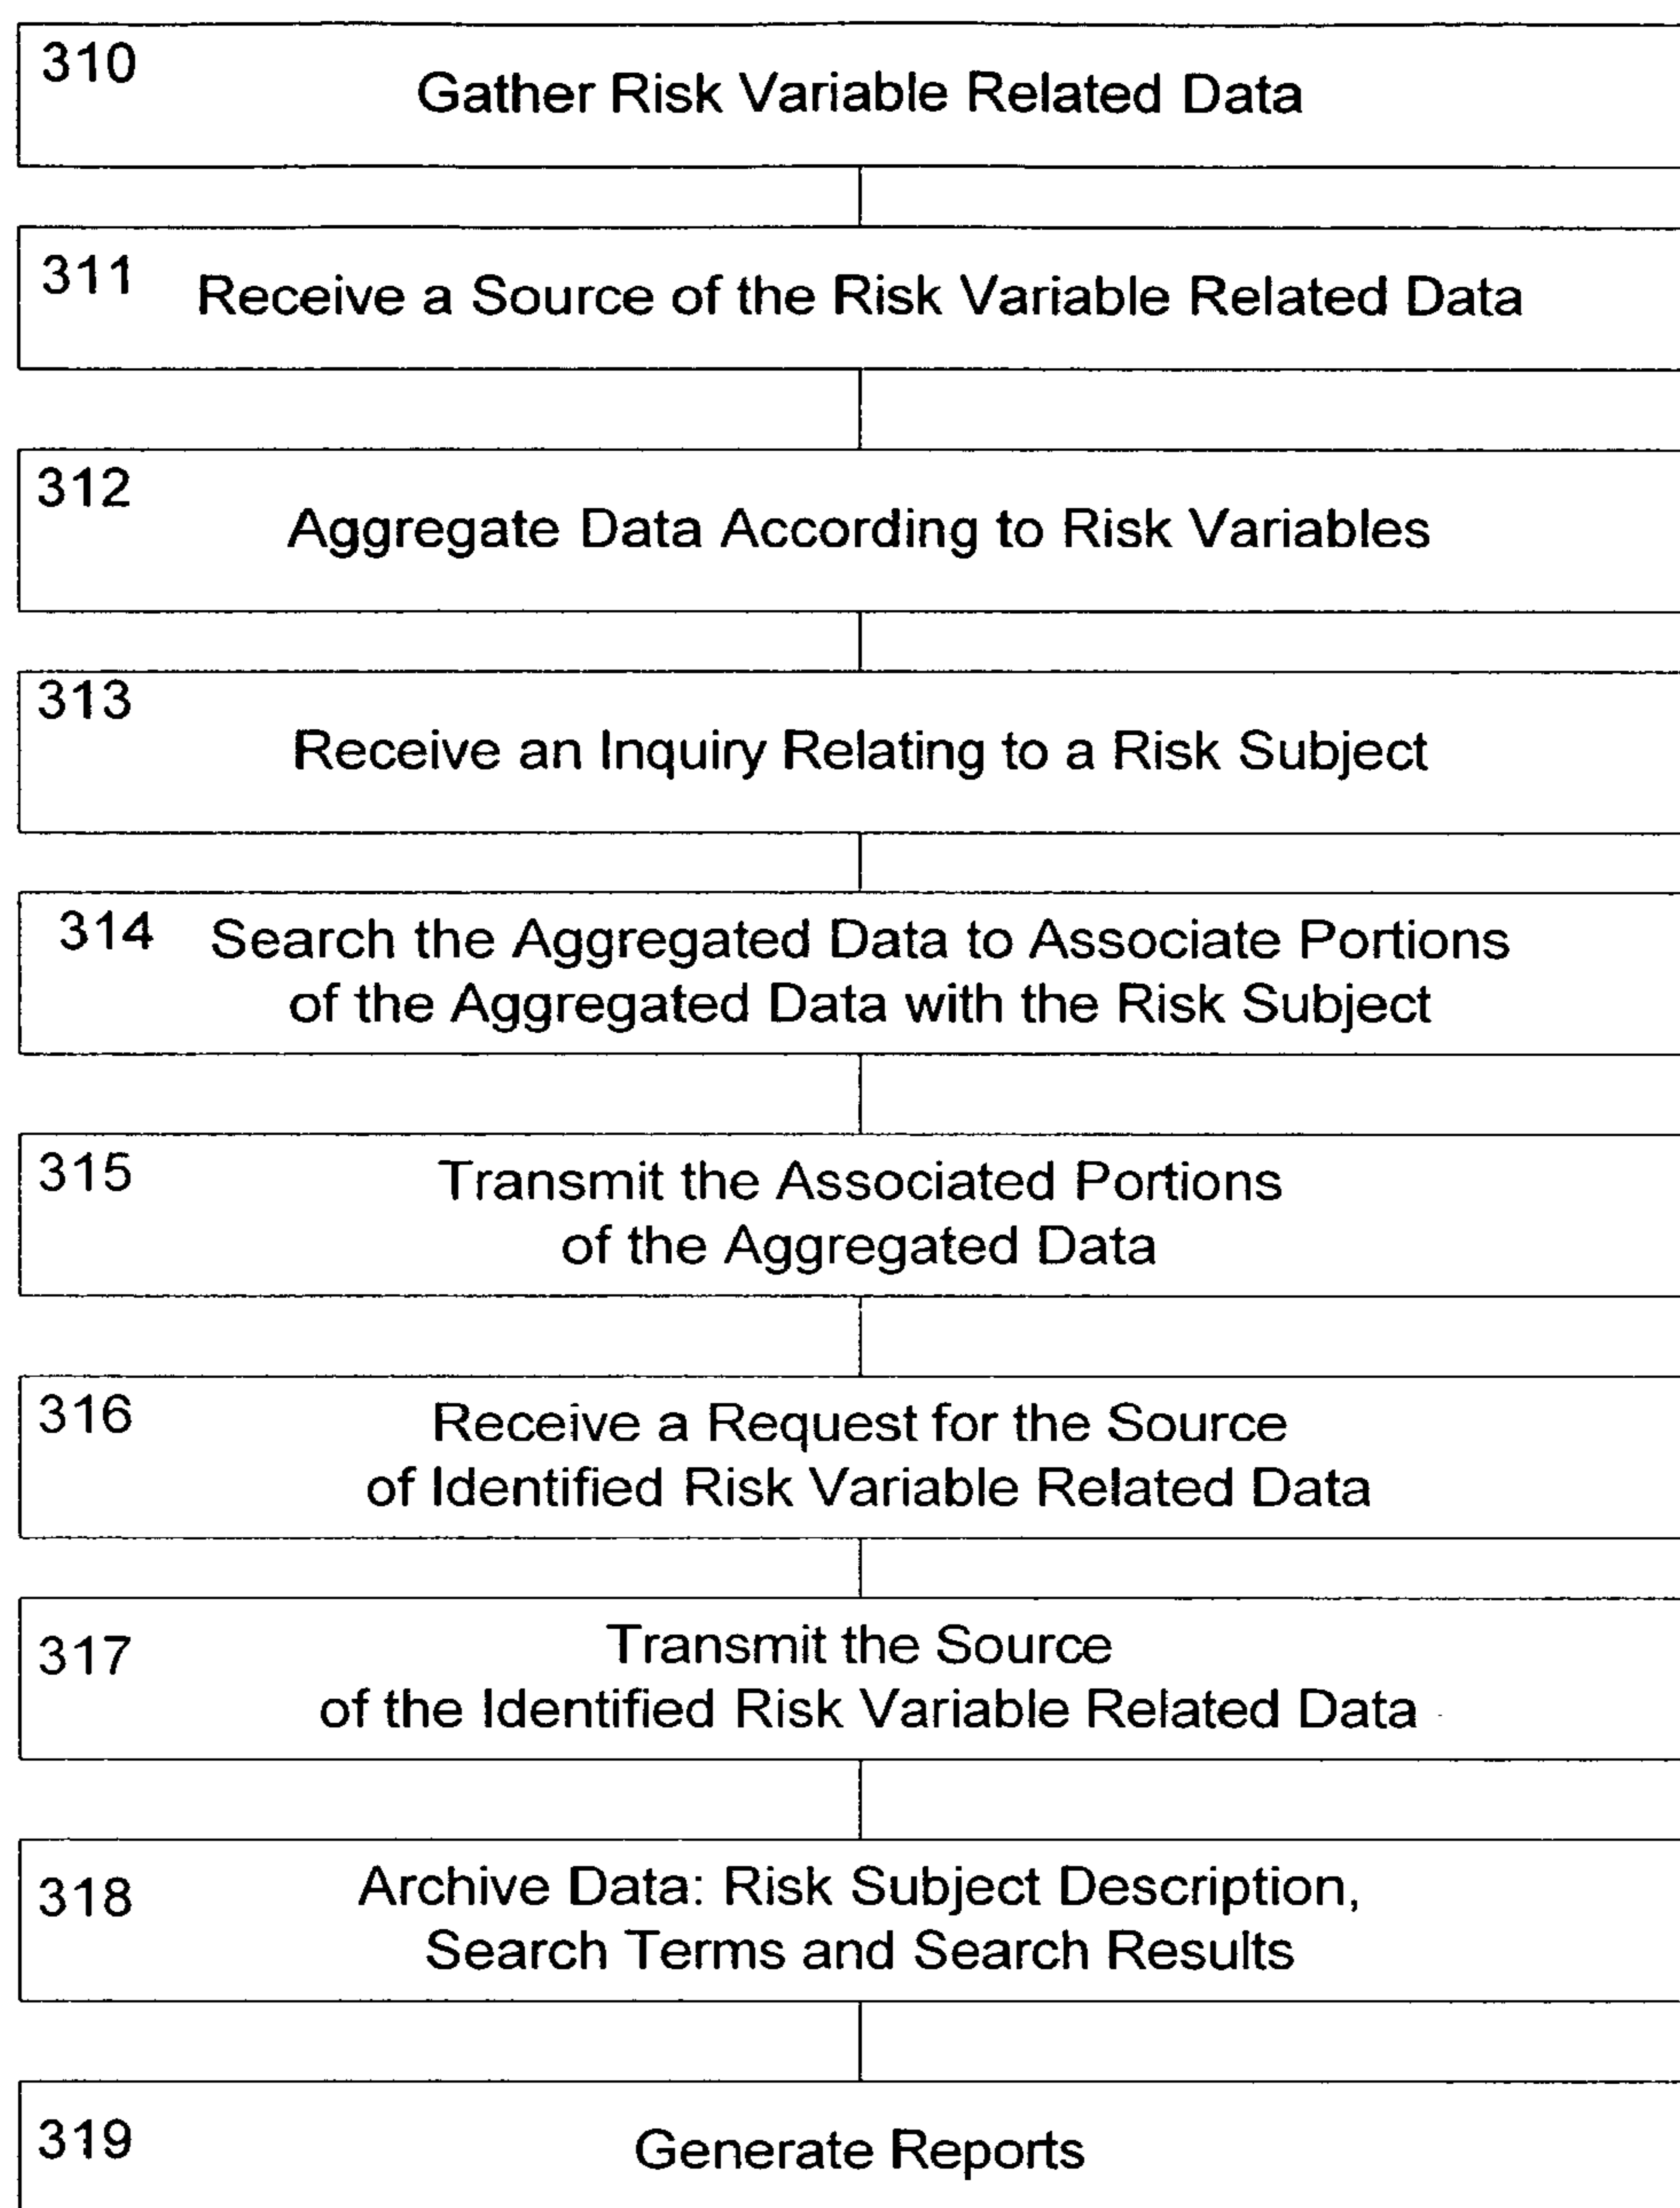 310
Gather Risk Variable Related Data
311
Receive a Source of the Risk Variable Related Data
312
Aggregate Data According to Risk Variables
313
Receive an Inquiry Relating to a Risk Subject
314
Search the Aggregated Data to Associate Portions
of the Aggregated Data with the Risk Subject
315
Transmit the Associated Portions
of the Aggregated Data
316
Receive a Request for the Source
of Identified Risk Variable Related Data
317
Transmit the Source
of the Identified Risk Variable Related Data
318
Archive Data: Risk Subject Description,
Search Terms and Search Results
319
Generate Reports